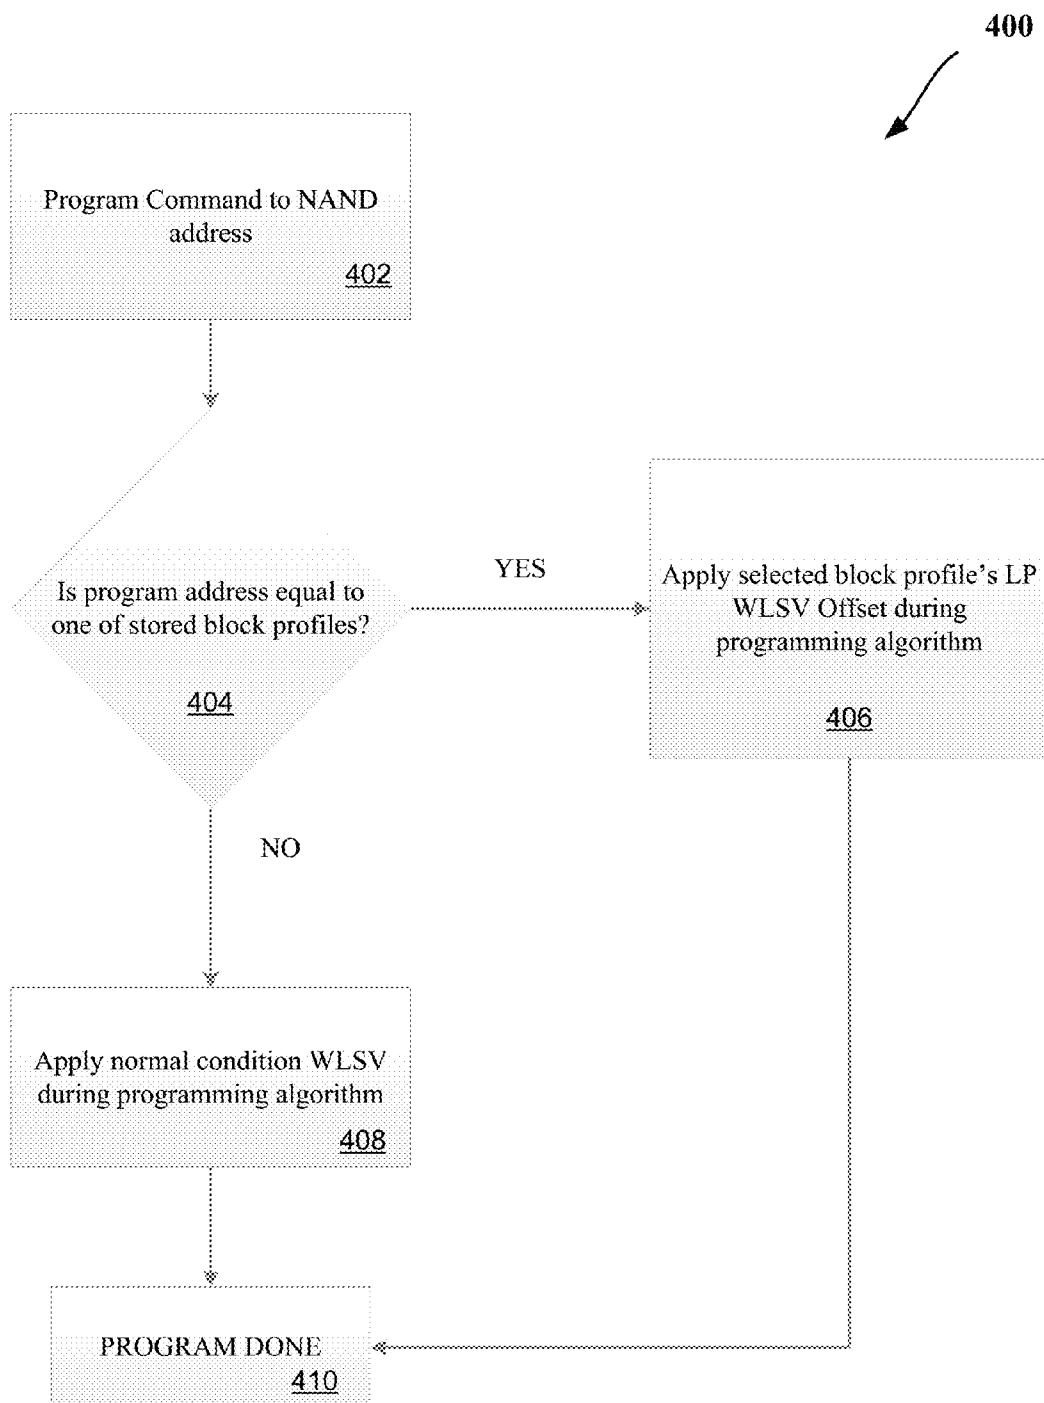 400
Program Command to NAND
address
402
Is program address equal to
one of stored block profiles?
404
YES
Apply selected block profile's LP
WLSV Offset during
programming algorithm
406
NO
Apply normal condition WLSV
during programming algorithm
408
PROGRAM DONE
410